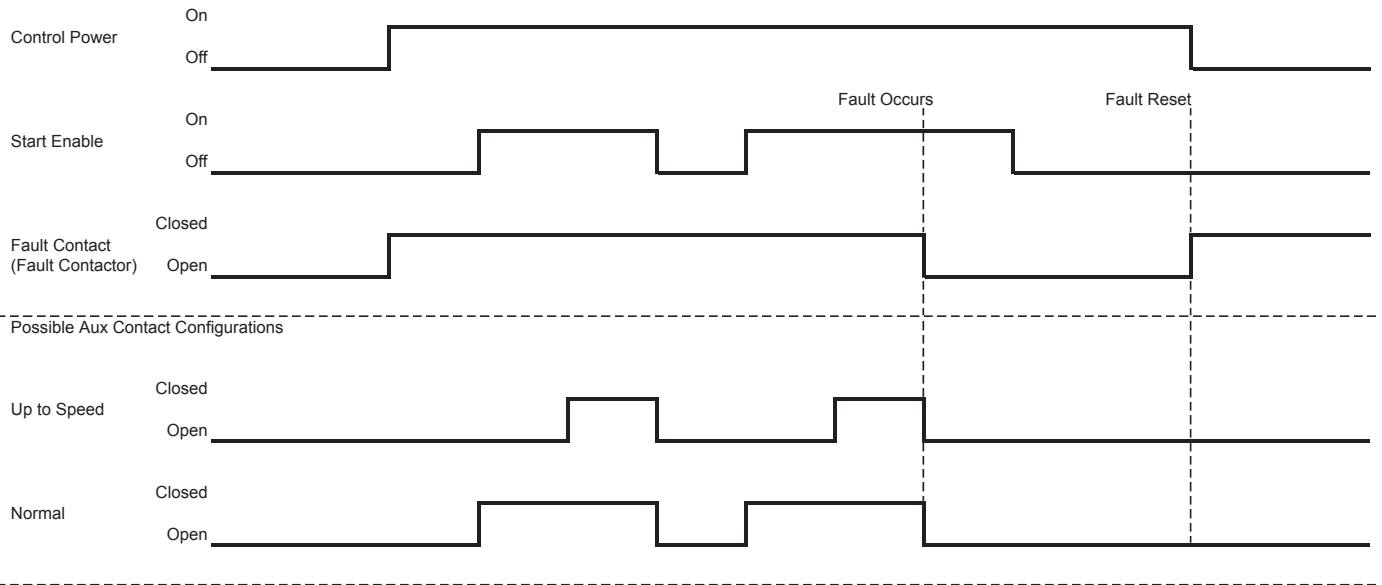 On
Control Power
Off
Fault Occurs
Fault Reset
On
Start Enable
Off
Closed
Fault Contact
(Fault Contactor)
Open
Possible Aux Contact Configurations
Closed
Up to Speed
Open
Closed
Normal
Open